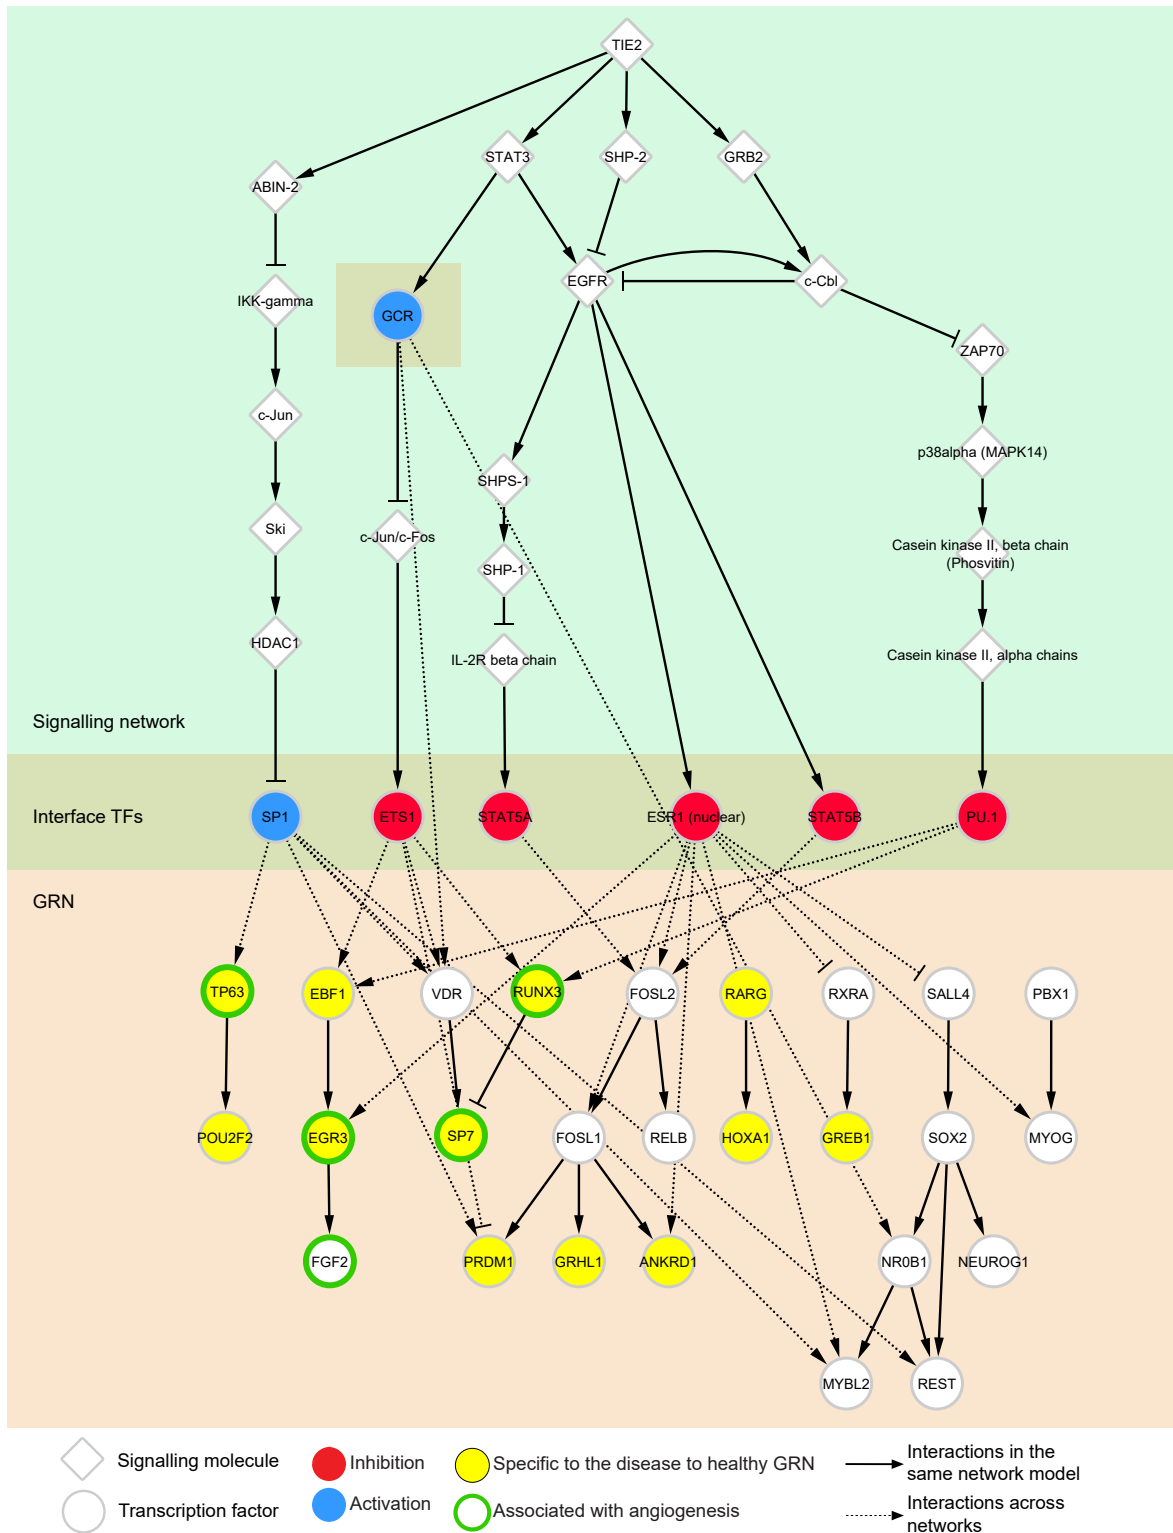 TIE2
STAT3
SHP-2
GRB2
ABIN-2
EGFR
c-Cbl
IKK-gamma
GCR
ZAP70
c-Jun
p38alpha (MAPK14)
SHPS-1
Ski
c-Jun/c-Fos
Casein kinase II, beta chain
(Phosvitin)
SHP-1
HDAC1
IL-2R beta chain
Casein kinase II, alpha chains
Signalling network
Interface TFs
SP1
ETS1
STAT5A
ESR1 (nuclear)
STAT5B
PU.1
GRN
TP63
EBF1
VDR
RUNX3
FOSL2
RARG
RXRA
SALL4
PBX1
POU2F2
EGR3
SP7
FOSL1
RELB
HOXA1
GREB1
SOX2
MYOG
FGF2
PRDM1
GRHL1
ANKRD1
NR0B1
NEUROG1
MYBL2
REST
Signalling molecule
Inhibition
Specific to the disease to healthy GRN
Interactions in the
same network model
Transcription factor
Activation
Associated with angiogenesis
Interactions across
networks